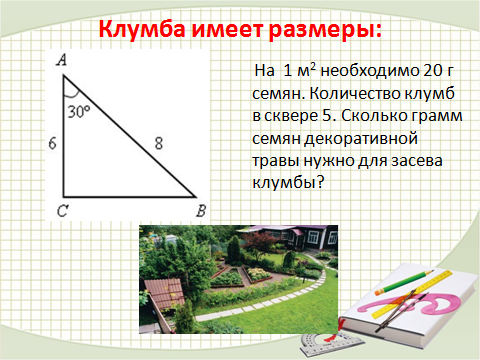 Клумба имеет размеры:
A
30°
6
8
C
B
На 1 м² необходимо 20 г
семян. Количество клумб
в сквере 5. Сколько грамм
семян декоративной
травы нужно для засева
клумбы?